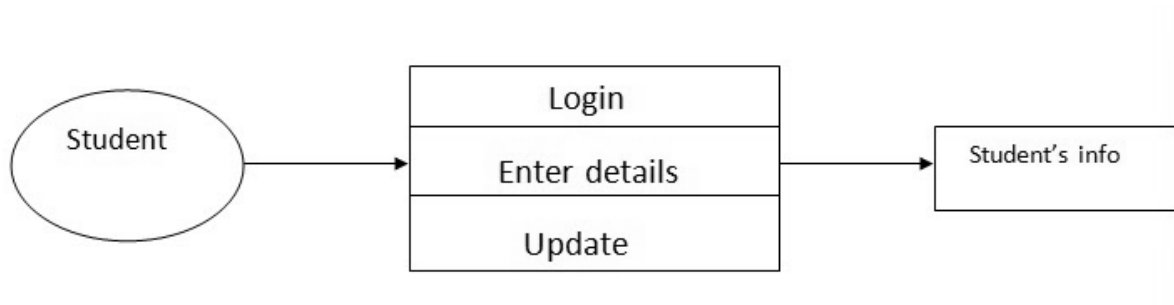 Student
Login
Enter details
Update
Student’s info